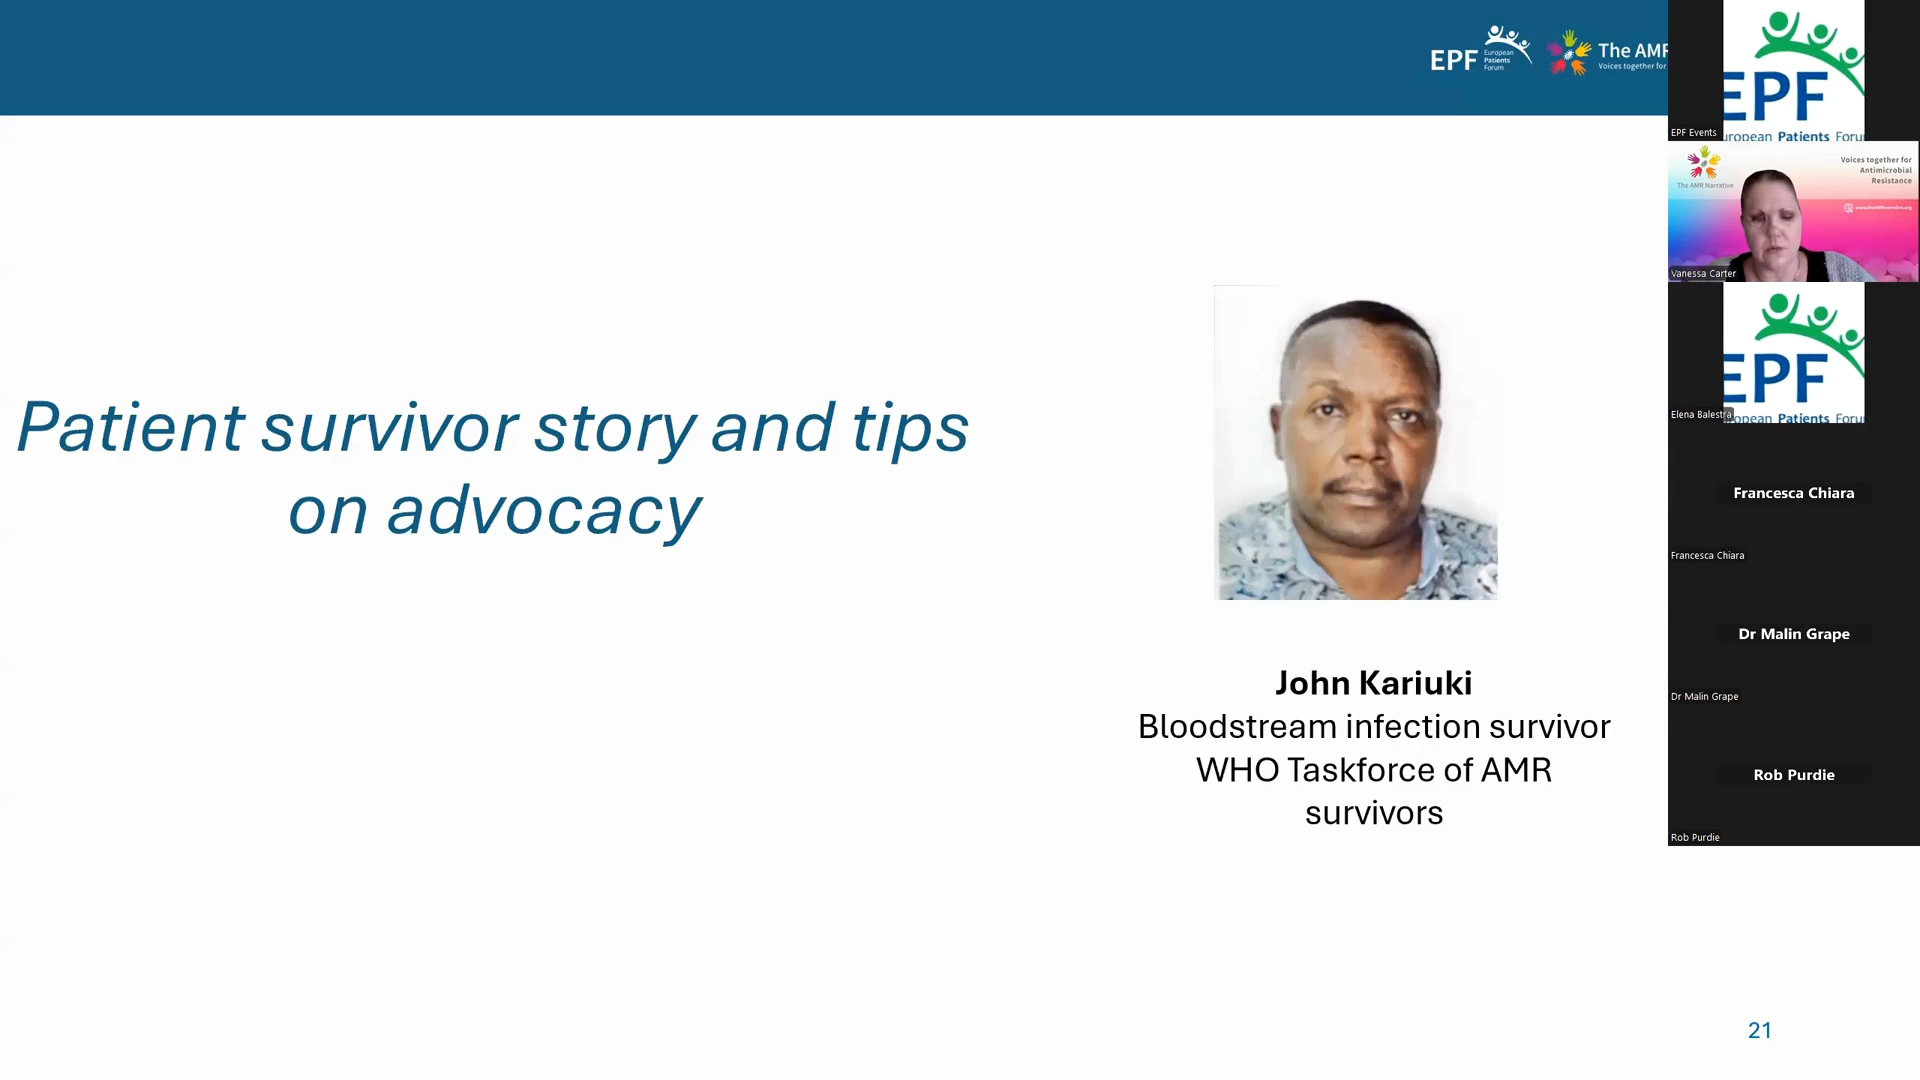 EPF
European
Patients
Forum
The AMR
Voices together for
Patient survivor story and tips
on advocacy
John Kariuki
Bloodstream infection survivor
WHO Taskforce of AMR
survivors
21
EPF
European Patients Foru
EPF Events
The AMR Narrative
Voices together for
Antimicrobial
Resistance
Vanessa Carter
EPF
European Patients Foru
Elena Balestra
Francesca Chiara
Francesca Chiara
Dr Malin Grape
Dr Malin Grape
Rob Purdie
Rob Purdie